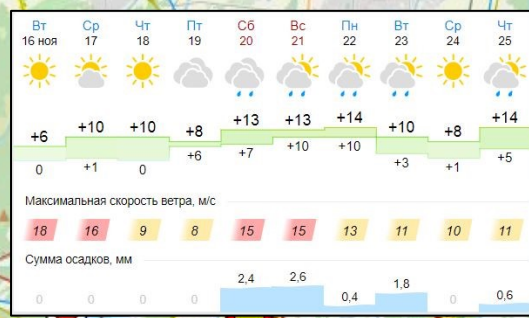 Вт Ср Чт Пт Сб Вс Пн Вт Ср Чт
16 ноя 17 18 19 20 21 22 23 24 25
+6 +10 +10 +8 +13 +13 +14 +10 +8 +14
0 +1 0 +6 +7 +10 +10 +3 +1 +5
Максимальная скорость ветра, м/с
18 16 9 8 15 15 13 11 10 11
Сумма осадков, мм
0 0 0 0 2,4 2,6 0,4 1,8 0 0,6